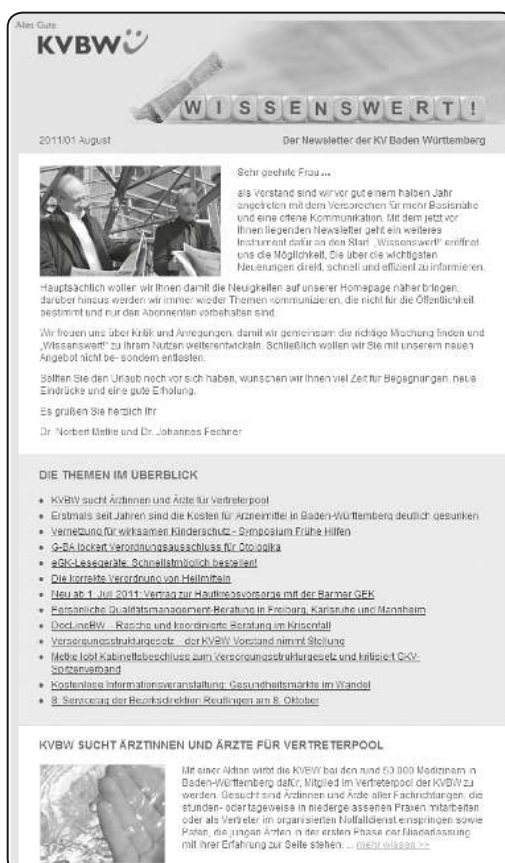 Alles Gute.
KVBW
WISSENSWERT!
2011/01 August
Der Newsletter der KV Baden Württemberg
Sehr geehrte Frau ...
als Vorstand sind wir vor gut einem halben Jahr
angetreten mit dem Versprechen für mehr Basisnähe
und eine offene Kommunikation. Mit dem jetzt vor
Ihnen liegenden Newsletter geht ein weiteres
Instrument dafür an den Start. „Wissenswert!“ eröffnet
uns die Möglichkeit, Sie über die wichtigsten
Neuerungen direkt, schnell und effizient zu informieren.
Hauptsächlich wollen wir Ihnen damit die Neuigkeiten auf unserer Homepage näher bringen,
darüber hinaus werden wir immer wieder Themen kommunizieren, die nicht für die Öffentlichkeit
bestimmt und nur den Abonnenten vorbehalten sind.
Wir freuen uns über Kritik und Anregungen, damit wir gemeinsam die richtige Mischung finden und
„Wissenswert!“ zu Ihrem Nutzen weiterentwickeln. Schließlich wollen wir Sie mit unserem neuen
Angebot nicht be- sondern entlasten.
Sollten Sie den Urlaub noch vor sich haben, wünschen wir Ihnen viel Zeit für Begegnungen, neue
Eindrücke und eine gute Erholung.
Es grüßen Sie herzlich Ihr
Dr. Norbert Metke und Dr. Johannes Fechner
DIE THEMEN IM ÜBERBLICK
• KVBW sucht Ärztinnen und Ärzte für Vertreterpool
• Erstmals seit Jahren sind die Kosten für Arzneimittel in Baden-Württemberg deutlich gesunken
• Vernetzung für wirksamen Kinderschutz - Symposium Frühe Hilfen
• G-BA lockert Verordnungsausschluss für Otologika
• eGK-Lesegeräte: Schnellstmöglich bestellen!
• Die korrekte Verordnung von Heilmitteln
• Neu ab 1. Juli 2011: Vertrag zur Hautkrebsvorsorge mit der Barmer GEK
• Persönliche Qualitätsmanagement-Beratung in Freiburg, Karlsruhe und Mannheim
• DocLineBW – Rasche und koordinierte Beratung im Krisenfall
• Versorgungsstrukturgesetz – der KVBW Vorstand nimmt Stellung
• Metke lobt Kabinettsbeschluss zum Versorgungsstrukturgesetz und kritisiert GKV-
Spitzenverband
• Kostenlose Informationsveranstaltung: Gesundheitsmärkte im Wandel
• 8. Servicetag der Bezirksdirektion Reutlingen am 8. Oktober
KVBW SUCHT ÄRZTINNEN UND ÄRZTE FÜR VERTRETERPOOL
Mit einer Aktion wirbt die KVBW bei den rund 50.000 Medizinern in
Baden-Württemberg dafür, Mitglied im Vertreterpool der KVBW zu
werden. Gesucht sind Ärztinnen und Ärzte aller Fachrichtungen, die
stunden- oder tageweise in niedergelassenen Praxen mitarbeiten
oder als Vertreter im organisierten Notfalldienst einspringen sowie
Paten, die jungen Ärzten in der ersten Phase der Niederlassung
mit ihrer Erfahrung zur Seite stehen. ... mehr wissen >>